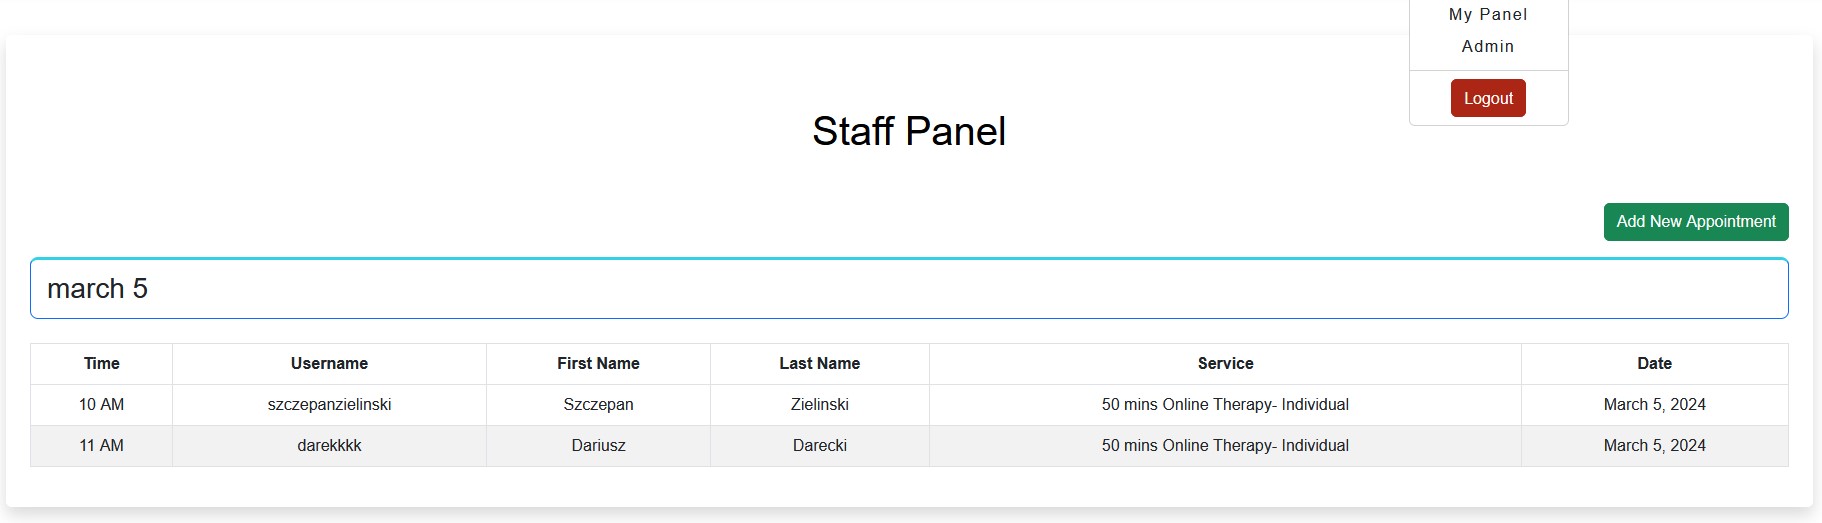 My Panel
Admin
Logout
Staff Panel
Add New Appointment
march 5
Time Username First Name Last Name Service Date
10 AM szczepanzielinski Szczepan Zielinski 50 mins Online Therapy- Individual March 5, 2024
11 AM darekkkk Dariusz Darecki 50 mins Online Therapy- Individual March 5, 2024